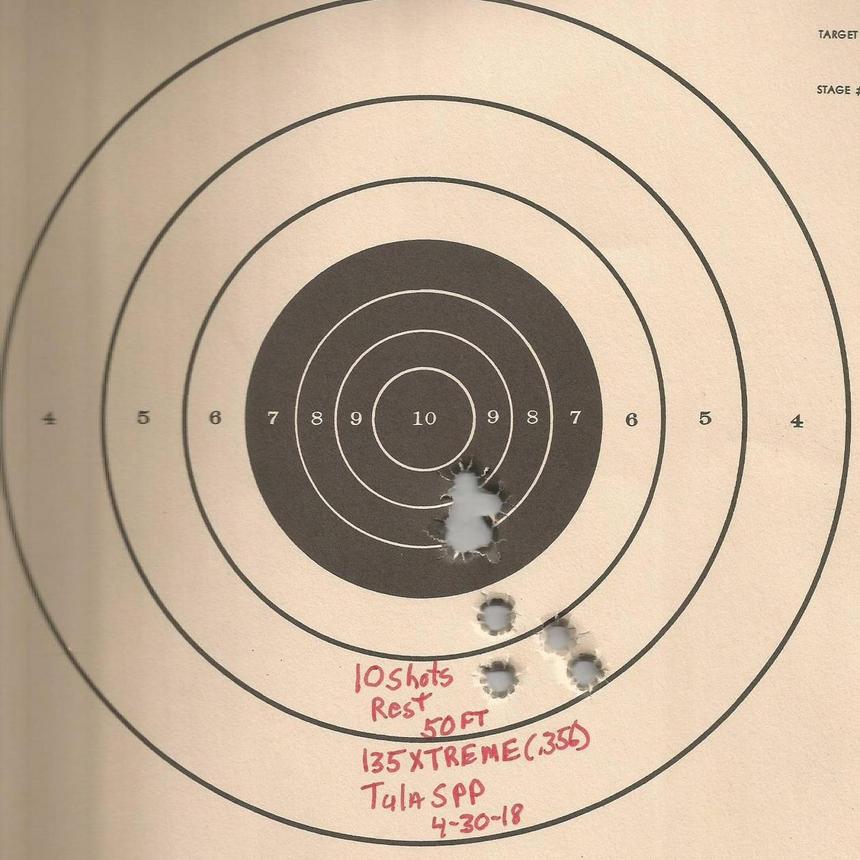 TARGET
STAGE #
4 5 6 7 8 9 10 9 8 7 6 5 4
10 Shots
Rest
50 FT
135 XTREME (.356)
Tula SPP
4-30-18